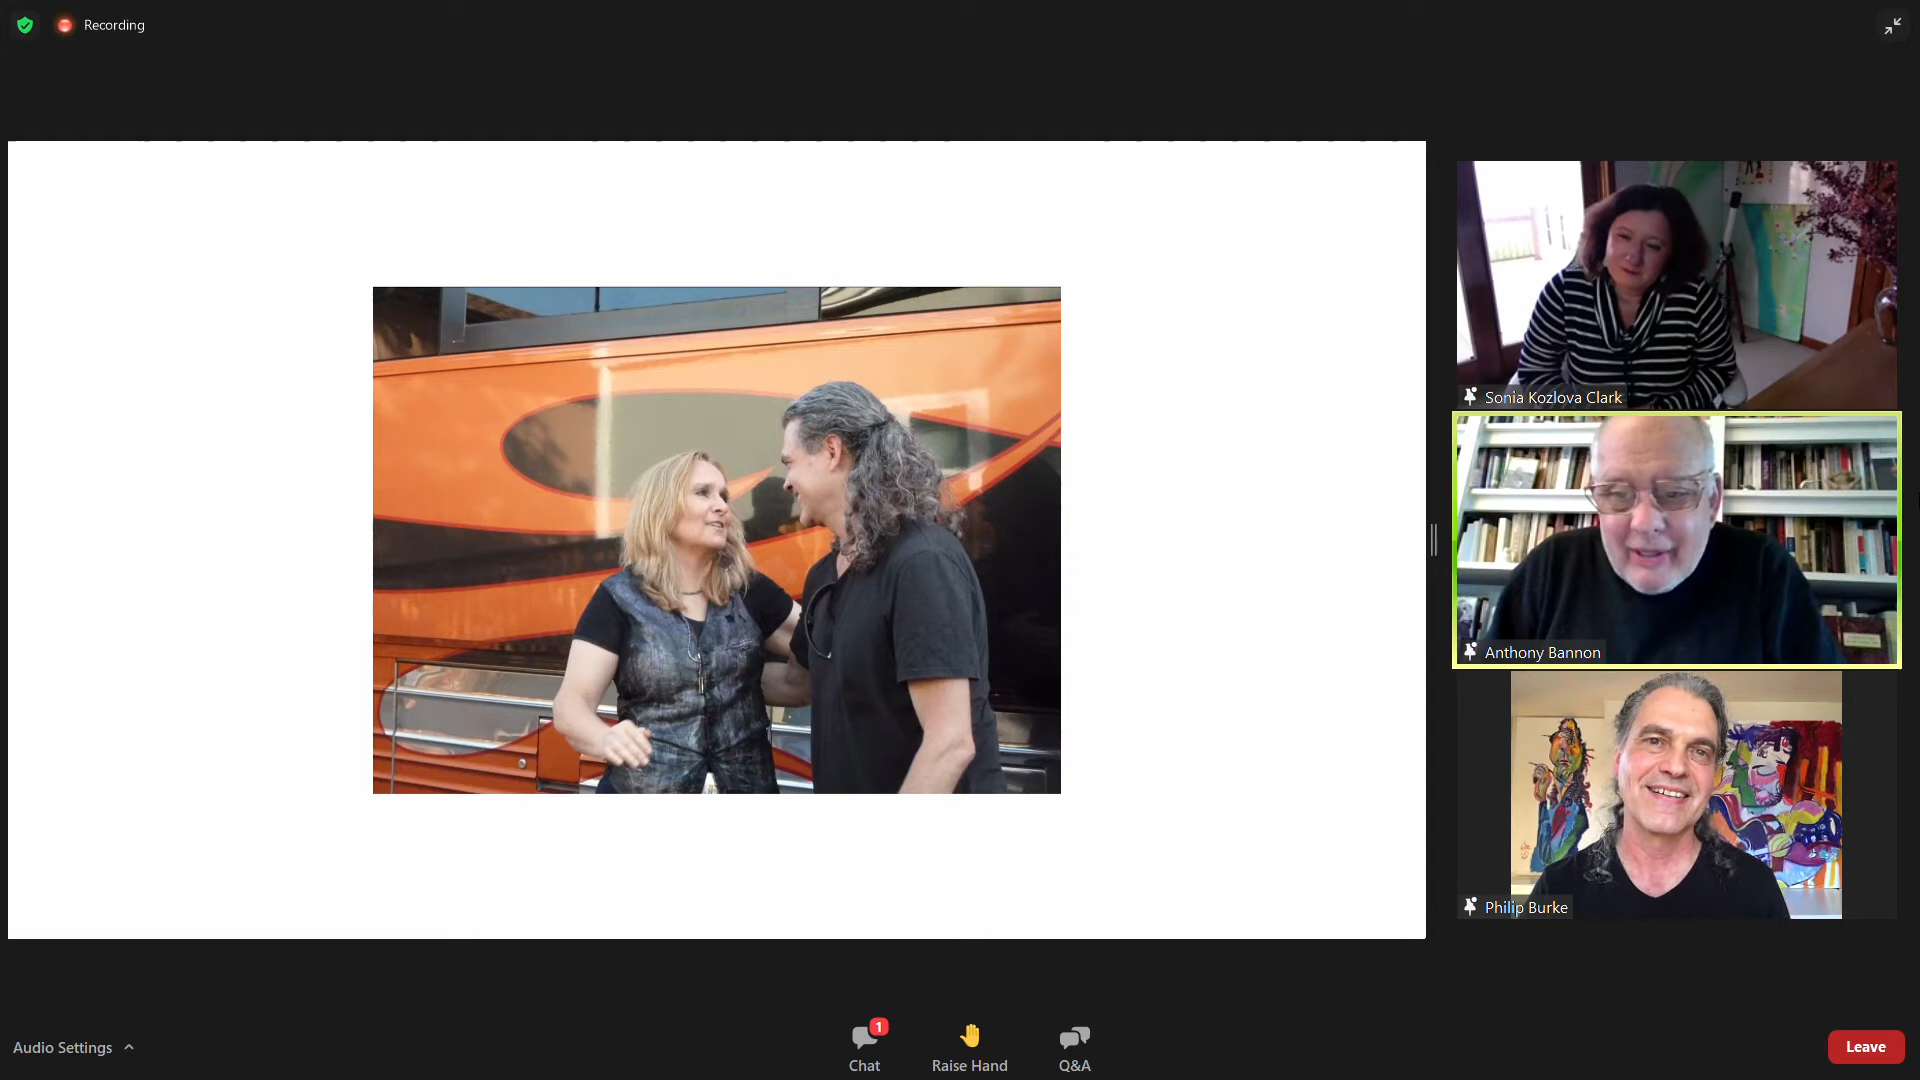 Recording
Sonia Kozlova Clark
Anthony Bannon
Philip Burke
Audio Settings
1
Chat
Raise Hand
Q&A
Leave